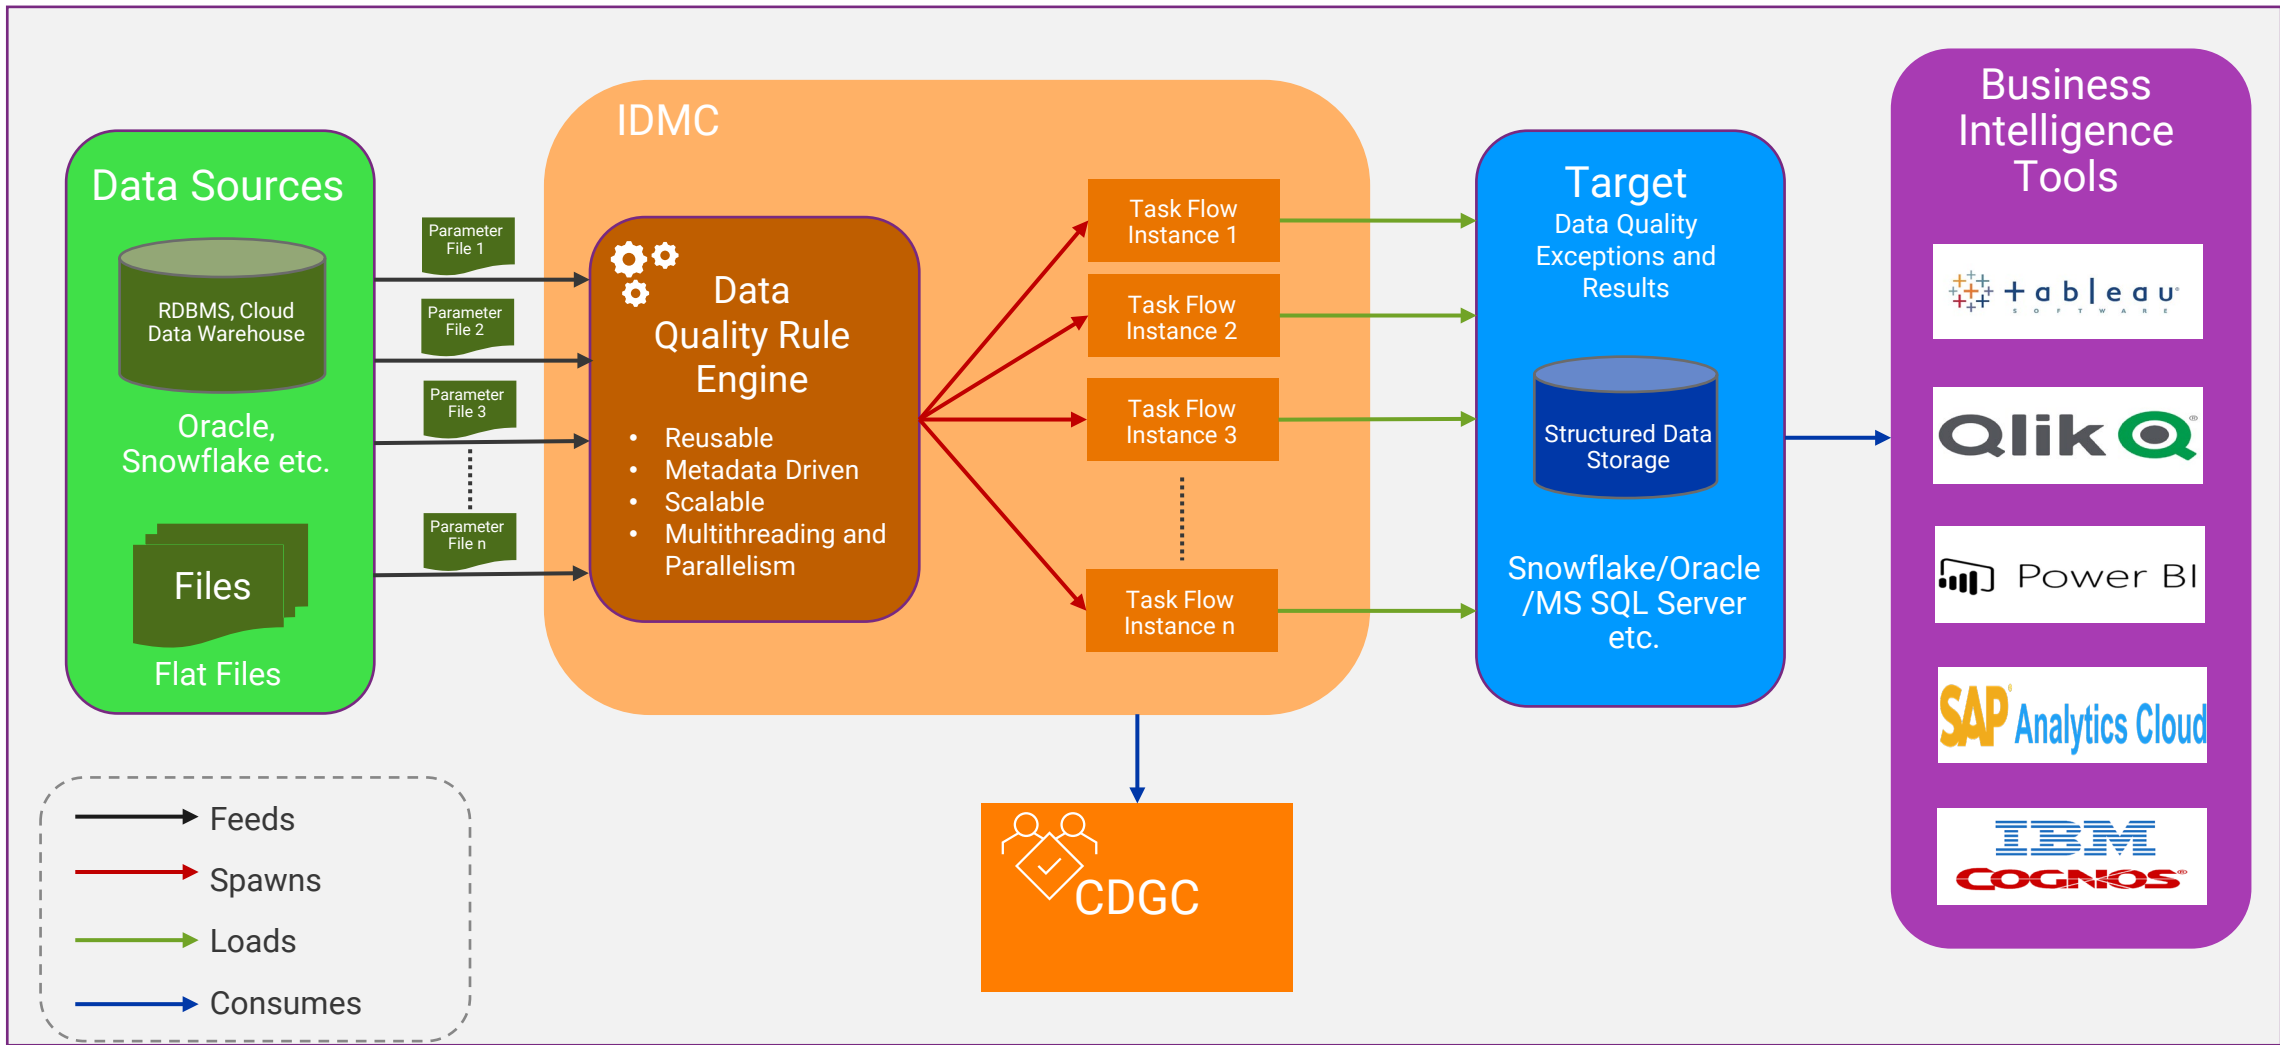 Data Sources
RDBMS, Cloud
Data Warehouse
Oracle,
Snowflake etc.
Files
Flat Files
Parameter
File 1
Parameter
File 2
Parameter
File 3
Parameter
File n
IDMC
Data
Quality Rule
Engine
• Reusable
• Metadata Driven
• Scalable
• Multithreading and
Parallelism
Task Flow
Instance 1
Task Flow
Instance 2
Task Flow
Instance 3
Task Flow
Instance n
Target
Data Quality
Exceptions and
Results
Structured Data
Storage
Snowflake/Oracle
/MS SQL Server
etc.
Business
Intelligence
Tools
+ableau®
SOFTWARE
Qlik Q®
Power BI
SAP® Analytics Cloud
IBM
COGNOS®
CDGC
Feeds
Spawns
Loads
Consumes